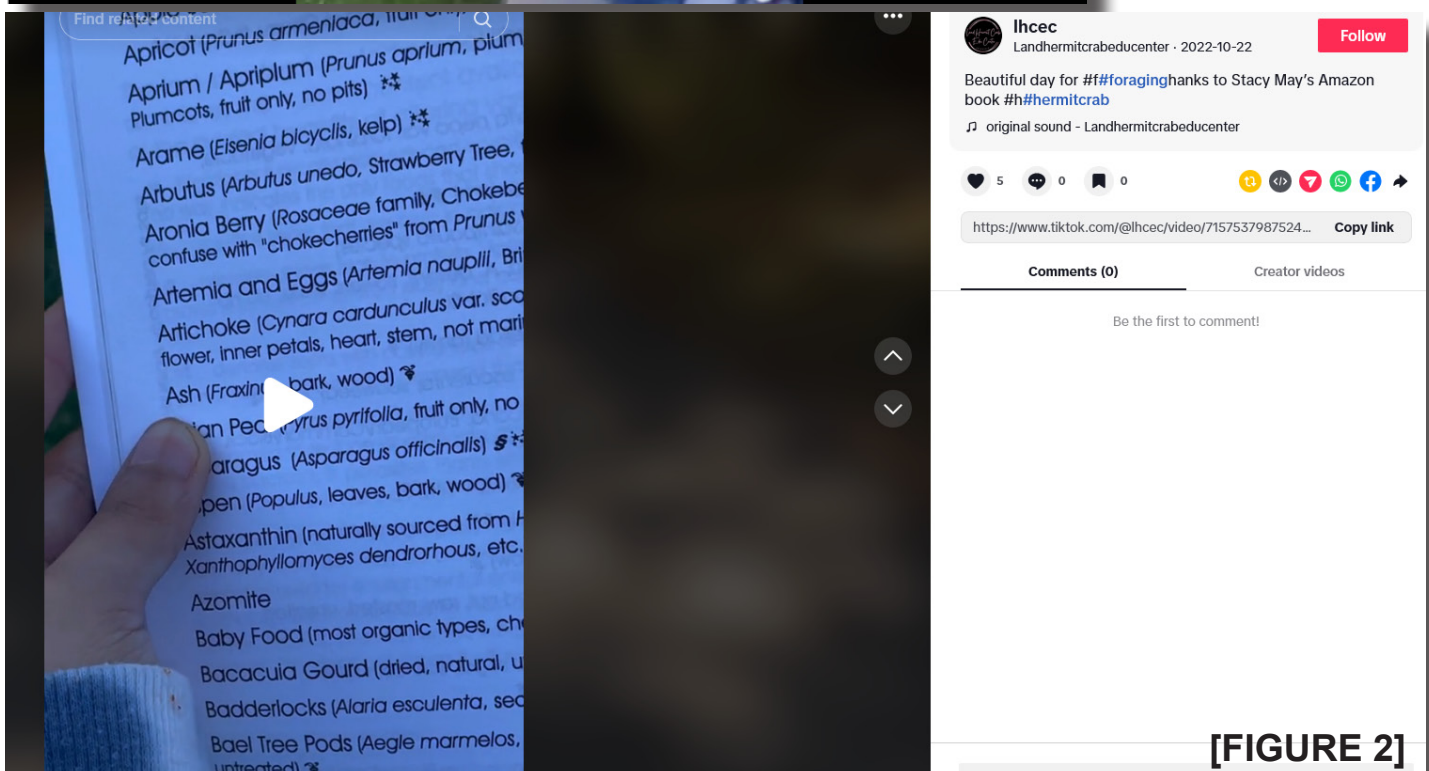 Find related content
Apricot (Prunus armeniaca, fruit only,
Aprium / Apriplum (Prunus aprium, plum
Plumcots, fruit only, no pits)
Arame (Eisenia bicyclis, kelp)
Arbutus (Arbutus unedo, Strawberry Tree,
Aronia Berry (Rosaceae family, Chokebe
confuse with "chokecherries" from Prunus
Artemia and Eggs (Artemia nauplii, Bri
Artichoke (Cynara cardunculus var. sco
flower, inner petals, heart, stem, not mari
Ash (Fraxin bark, wood)
ian Pea Pyrus pyrifolia, fruit only, no
aragus (Asparagus officinalis) §
pen (Populus, leaves, bark, wood)
Astaxanthin (naturally sourced from H
Xanthophyllomyces dendrorhous, etc.
Azomite
Baby Food (most organic types, che
Bacacuia Gourd (dried, natural, u
Badderlocks (Alaria esculenta, sec
Bael Tree Pods (Aegle marmelos,
untreated)
lhcec
Landhermitcrabeducenter · 2022-10-22
Follow
Beautiful day for #f#foraginghanks to Stacy May's Amazon
book #h#hermitcrab
original sound - Landhermitcrabeducenter
5 0 0
https://www.tiktok.com/@lhcec/video/7157537987524...
Copy link
Comments (0)
Creator videos
Be the first to comment!
[FIGURE 2]